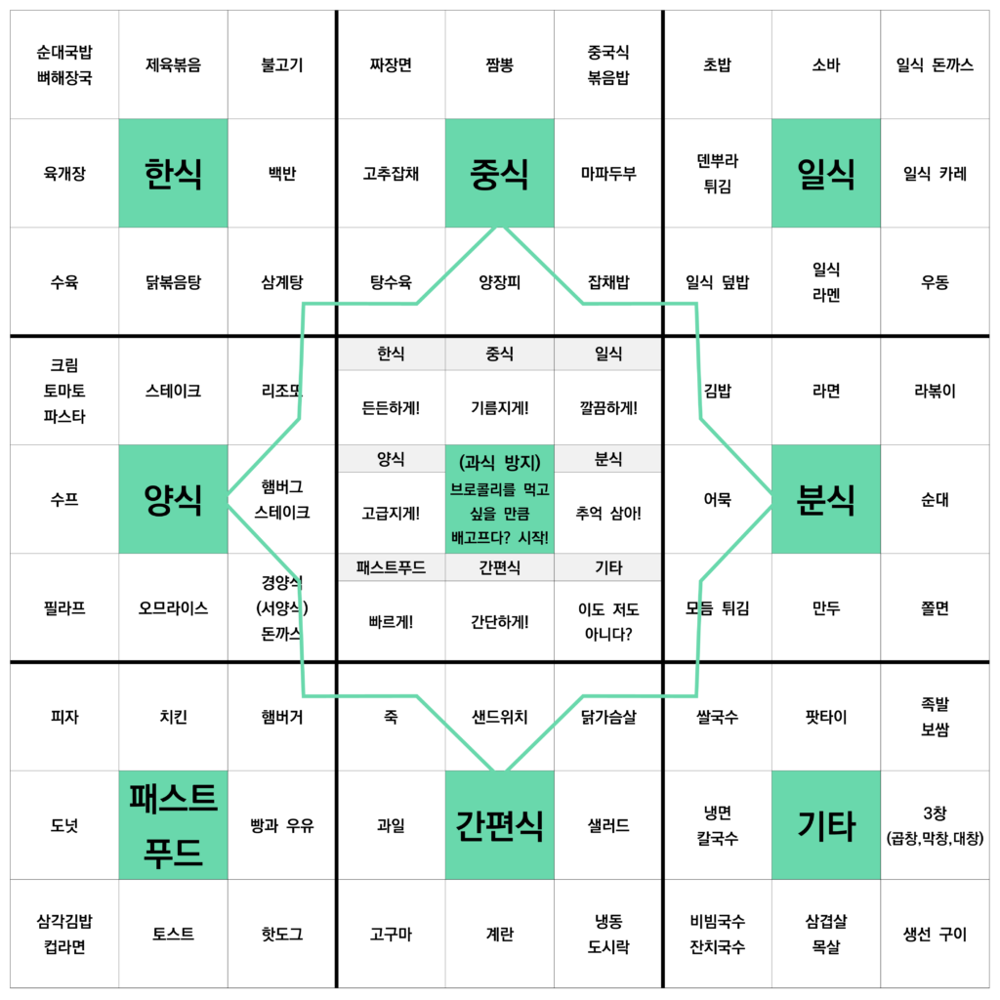 순대국밥
뼈해장국
제육볶음
불고기
짜장면
짬뽕
중국식
볶음밥
초밥
소바
일식 돈까스
육개장
한식
백반
고추잡채
중식
마파두부
덴뿌라
튀김
일식
일식 카레
수육
닭볶음탕
삼계탕
탕수육
양장피
잡채밥
일식 덮밥
일식
라멘
우동
크림
토마토
파스타
스테이크
리조또
한식
든든하게!
중식
기름지게!
일식
깔끔하게!
김밥
라면
라볶이
수프
양식
햄버그
스테이크
양식
고급지게!
(과식 방지)
브로콜리를 먹고
싶을 만큼
배고프다? 시작!
분식
추억 삼아!
어묵
분식
순대
필라프
오므라이스
경양식
(서양식)
돈까스
패스트푸드
빠르게!
간편식
간단하게!
기타
이도 저도
아니다?
모듬 튀김
만두
쫄면
피자
치킨
햄버거
죽
샌드위치
닭가슴살
쌀국수
팟타이
족발
보쌈
도넛
패스트
푸드
빵과 우유
과일
간편식
샐러드
냉면
칼국수
기타
3창
(곱창,막창,대창)
삼각김밥
컵라면
토스트
핫도그
고구마
계란
냉동
도시락
비빔국수
잔치국수
삼겹살
목살
생선 구이